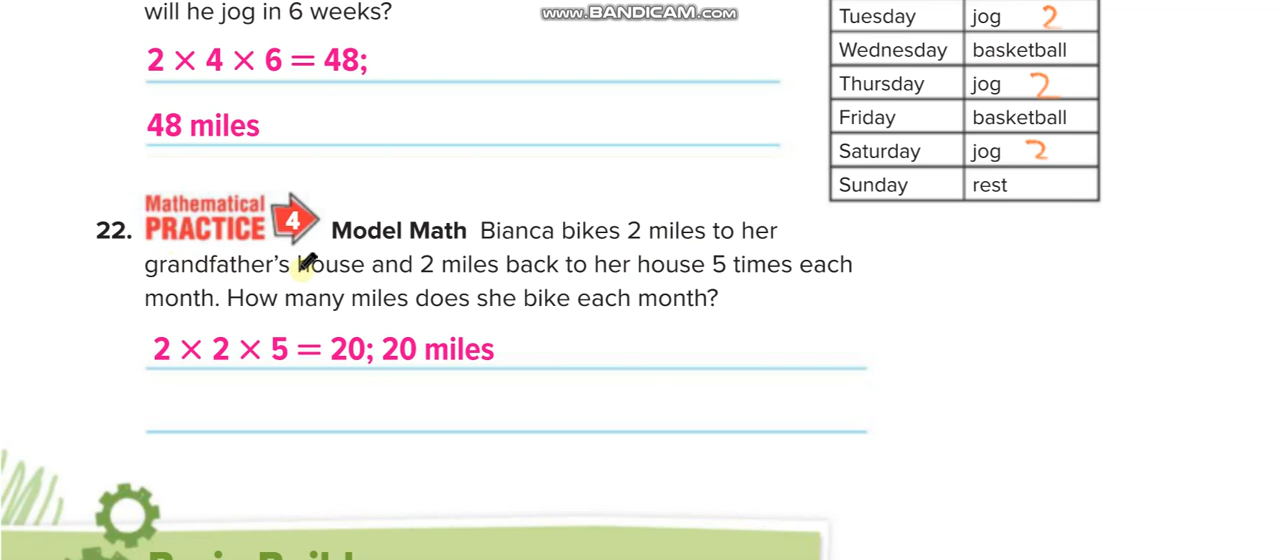 www.BANDICAM.com
will he jog in 6 weeks?
2 × 4 × 6 = 48;
48 miles
Tuesday jog 2
Wednesday basketball
Thursday jog 2
Friday basketball
Saturday jog 2
Sunday rest
Mathematical
PRACTICE 4
22. Model Math Bianca bikes 2 miles to her
grandfather's house and 2 miles back to her house 5 times each
month. How many miles does she bike each month?
2 × 2 × 5 = 20; 20 miles